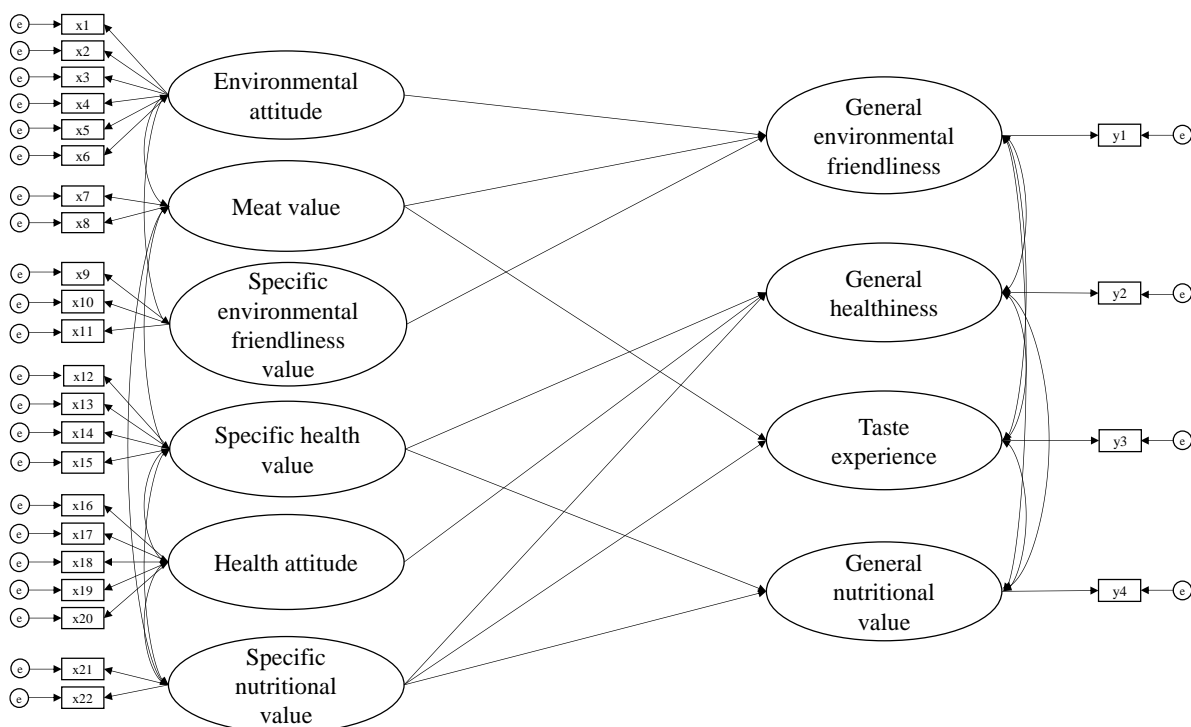 e x1
e x2
e x3
e x4
e x5
e x6
Environmental
attitude
General
environmental
friendliness
y1 e
e x7
e x8
Meat value
e x9
e x10
e x11
Specific
environmental
friendliness
value
General
healthiness
y2 e
e x12
e x13
e x14
e x15
Specific health
value
Taste
experience
y3 e
e x16
e x17
e x18
e x19
e x20
Health attitude
General
nutritional
value
y4 e
e x21
e x22
Specific
nutritional
value